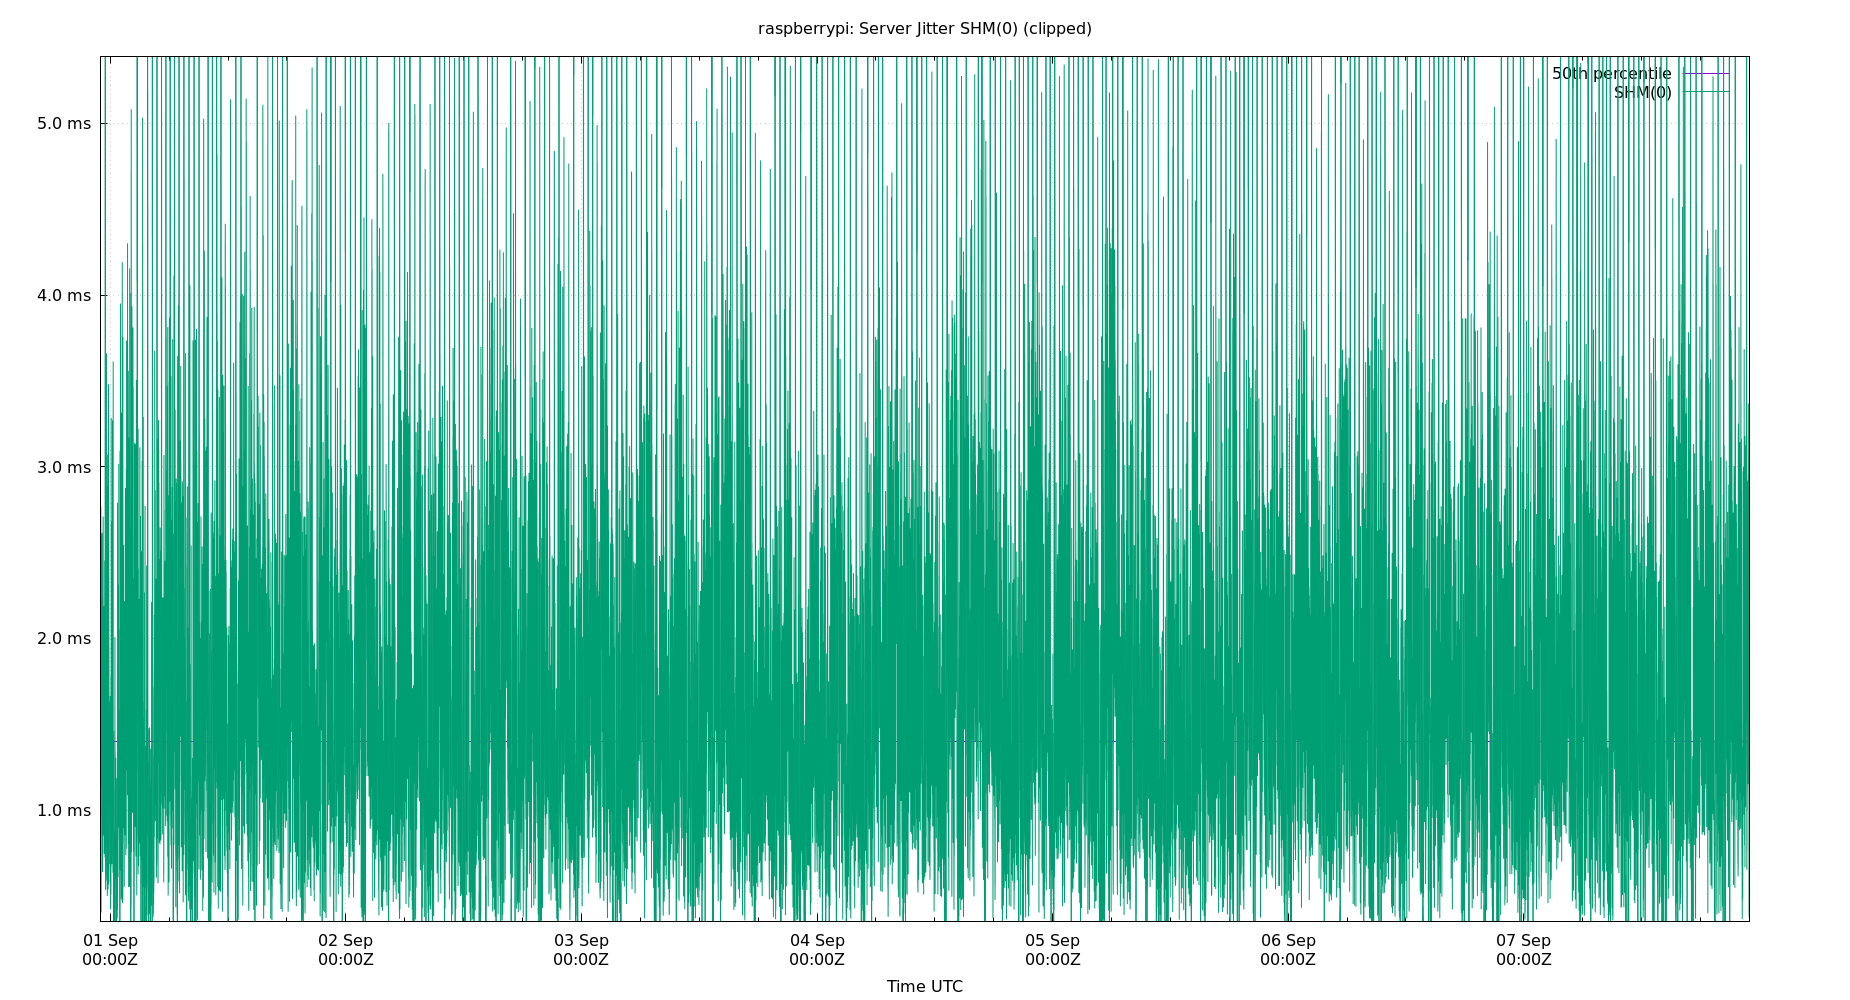 raspberrypi: Server Jitter SHM(0) (clipped)
50th percentile
SHM(0)
5.0 ms
4.0 ms
3.0 ms
2.0 ms
1.0 ms
01 Sep 02 Sep 03 Sep 04 Sep 05 Sep 06 Sep 07 Sep
00:00Z 00:00Z 00:00Z 00:00Z 00:00Z 00:00Z 00:00Z
Time UTC